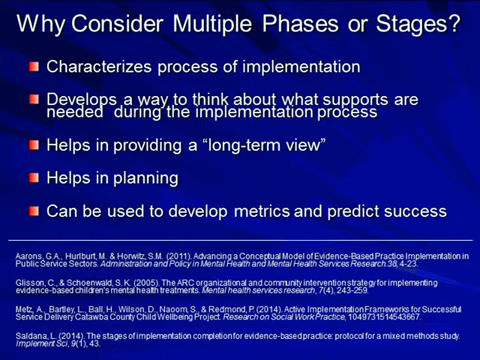 Why Consider Multiple Phases or Stages?
Characterizes process of implementation
Develops a way to think about what supports are
needed during the implementation process
Helps in providing a “long-term view”
Helps in planning
Can be used to develop metrics and predict success
Aarons, G.A., Hurlburt, M. & Horwitz, S.M. (2011). Advancing a Conceptual Model of Evidence-Based Practice Implementation in
Public Service Sectors. Administration and Policy in Mental Health and Mental Health Services Research.38, 4-23.
Glisson, C., & Schoenwald, S. K. (2005). The ARC organizational and community intervention strategy for implementing
evidence-based children's mental health treatments. Mental health services research, 7(4), 243-259.
Metz, A., Bartley, L., Ball, H., Wilson, D., Naoom, S., & Redmond, P. (2014). Active Implementation Frameworks for Successful
Service Delivery Catawba County Child Wellbeing Project. Research on Social Work Practice, 1049731514543667.
Saldana, L. (2014). The stages of implementation completion for evidence-based practice: protocol for a mixed methods study.
Implement Sci, 9(1), 43.